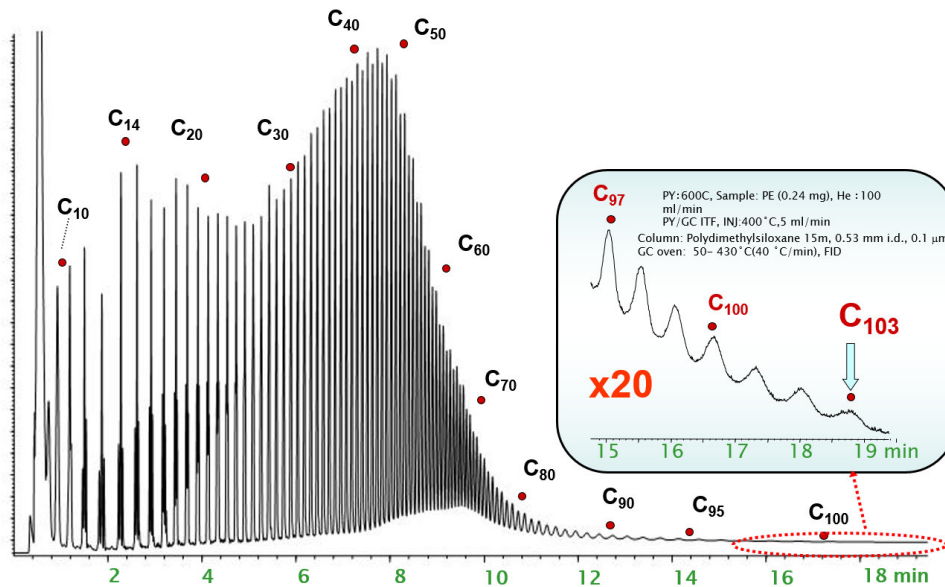 C40
C50
C14
C20
C30
C10
C60
C70
C80
C90
C95
C100
2 4 6 8 10 12 14 16 18 min
C97
PY:600C, Sample: PE (0.24 mg), He : 100
ml/min
PY/GC ITF, INJ:400˚C,5 ml/min
Column: Polydimethylsiloxane 15m, 0.53 mm i.d., 0.1 μm
GC oven: 50– 430˚C(40 ˚C/min), FID
C100
C103
x20
15 16 17 18 19 min